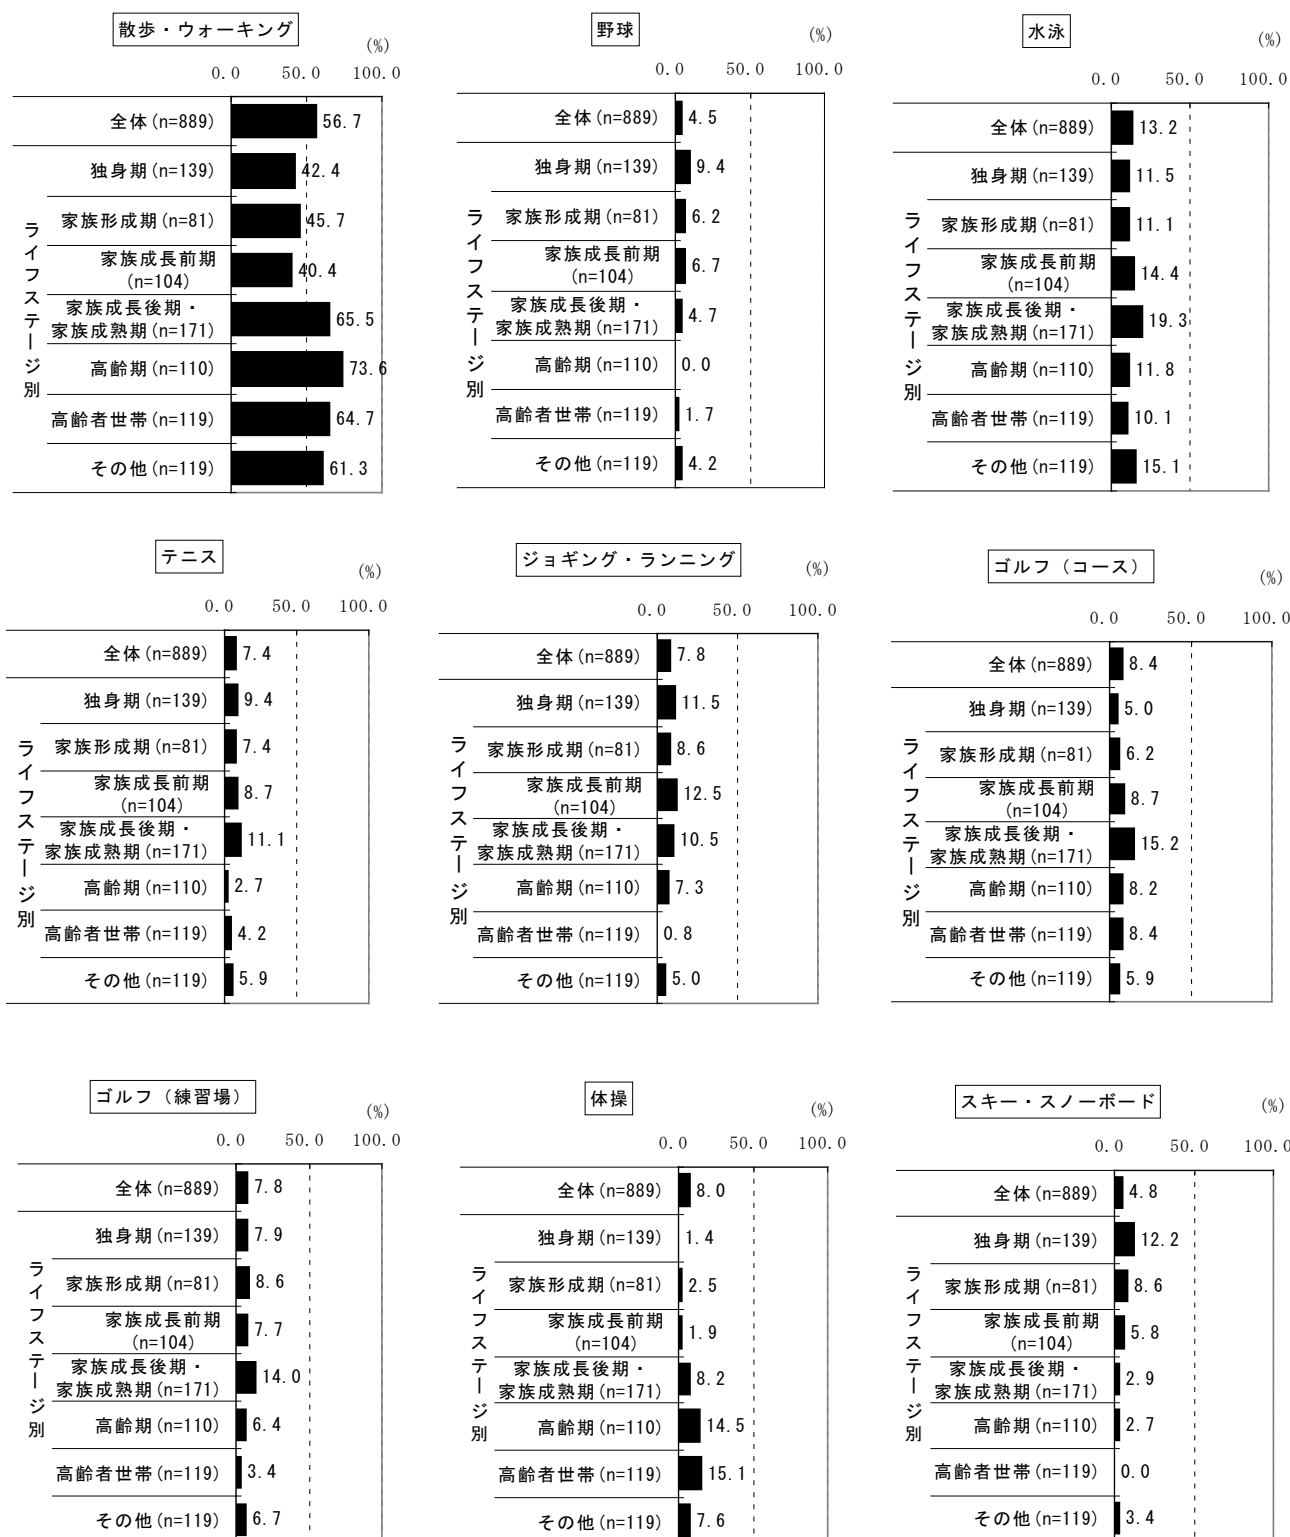 散歩・ウォーキング
(%)
0.0 50.0 100.0
全体(n=889) 56.7
ライフステージ別
独身期(n=139) 42.4
家族形成期(n=81) 45.7
家族成長前期
(n=104) 40.4
家族成長後期・
家族成熟期(n=171) 65.5
高齢期(n=110) 73.6
高齢者世帯(n=119) 64.7
その他(n=119) 61.3
野球
(%)
0.0 50.0 100.0
全体(n=889) 4.5
ライフステージ別
独身期(n=139) 9.4
家族形成期(n=81) 6.2
家族成長前期
(n=104) 6.7
家族成長後期・
家族成熟期(n=171) 4.7
高齢期(n=110) 0.0
高齢者世帯(n=119) 1.7
その他(n=119) 4.2
水泳
(%)
0.0 50.0 100.0
全体(n=889) 13.2
ライフステージ別
独身期(n=139) 11.5
家族形成期(n=81) 11.1
家族成長前期
(n=104) 14.4
家族成長後期・
家族成熟期(n=171) 19.3
高齢期(n=110) 11.8
高齢者世帯(n=119) 10.1
その他(n=119) 15.1
テニス
(%)
0.0 50.0 100.0
全体(n=889) 7.4
ライフステージ別
独身期(n=139) 9.4
家族形成期(n=81) 7.4
家族成長前期
(n=104) 8.7
家族成長後期・
家族成熟期(n=171) 11.1
高齢期(n=110) 2.7
高齢者世帯(n=119) 4.2
その他(n=119) 5.9
ジョギング・ランニング
(%)
0.0 50.0 100.0
全体(n=889) 7.8
ライフステージ別
独身期(n=139) 11.5
家族形成期(n=81) 8.6
家族成長前期
(n=104) 12.5
家族成長後期・
家族成熟期(n=171) 10.5
高齢期(n=110) 7.3
高齢者世帯(n=119) 0.8
その他(n=119) 5.0
ゴルフ（コース）
(%)
0.0 50.0 100.0
全体(n=889) 8.4
ライフステージ別
独身期(n=139) 5.0
家族形成期(n=81) 6.2
家族成長前期
(n=104) 8.7
家族成長後期・
家族成熟期(n=171) 15.2
高齢期(n=110) 8.2
高齢者世帯(n=119) 8.4
その他(n=119) 5.9
ゴルフ（練習場）
(%)
0.0 50.0 100.0
全体(n=889) 7.8
ライフステージ別
独身期(n=139) 7.9
家族形成期(n=81) 8.6
家族成長前期
(n=104) 7.7
家族成長後期・
家族成熟期(n=171) 14.0
高齢期(n=110) 6.4
高齢者世帯(n=119) 3.4
その他(n=119) 6.7
体操
(%)
0.0 50.0 100.0
全体(n=889) 8.0
ライフステージ別
独身期(n=139) 1.4
家族形成期(n=81) 2.5
家族成長前期
(n=104) 1.9
家族成長後期・
家族成熟期(n=171) 8.2
高齢期(n=110) 14.5
高齢者世帯(n=119) 15.1
その他(n=119) 7.6
スキー・スノーボード
(%)
0.0 50.0 100.0
全体(n=889) 4.8
ライフステージ別
独身期(n=139) 12.2
家族形成期(n=81) 8.6
家族成長前期
(n=104) 5.8
家族成長後期・
家族成熟期(n=171) 2.9
高齢期(n=110) 2.7
高齢者世帯(n=119) 0.0
その他(n=119) 3.4